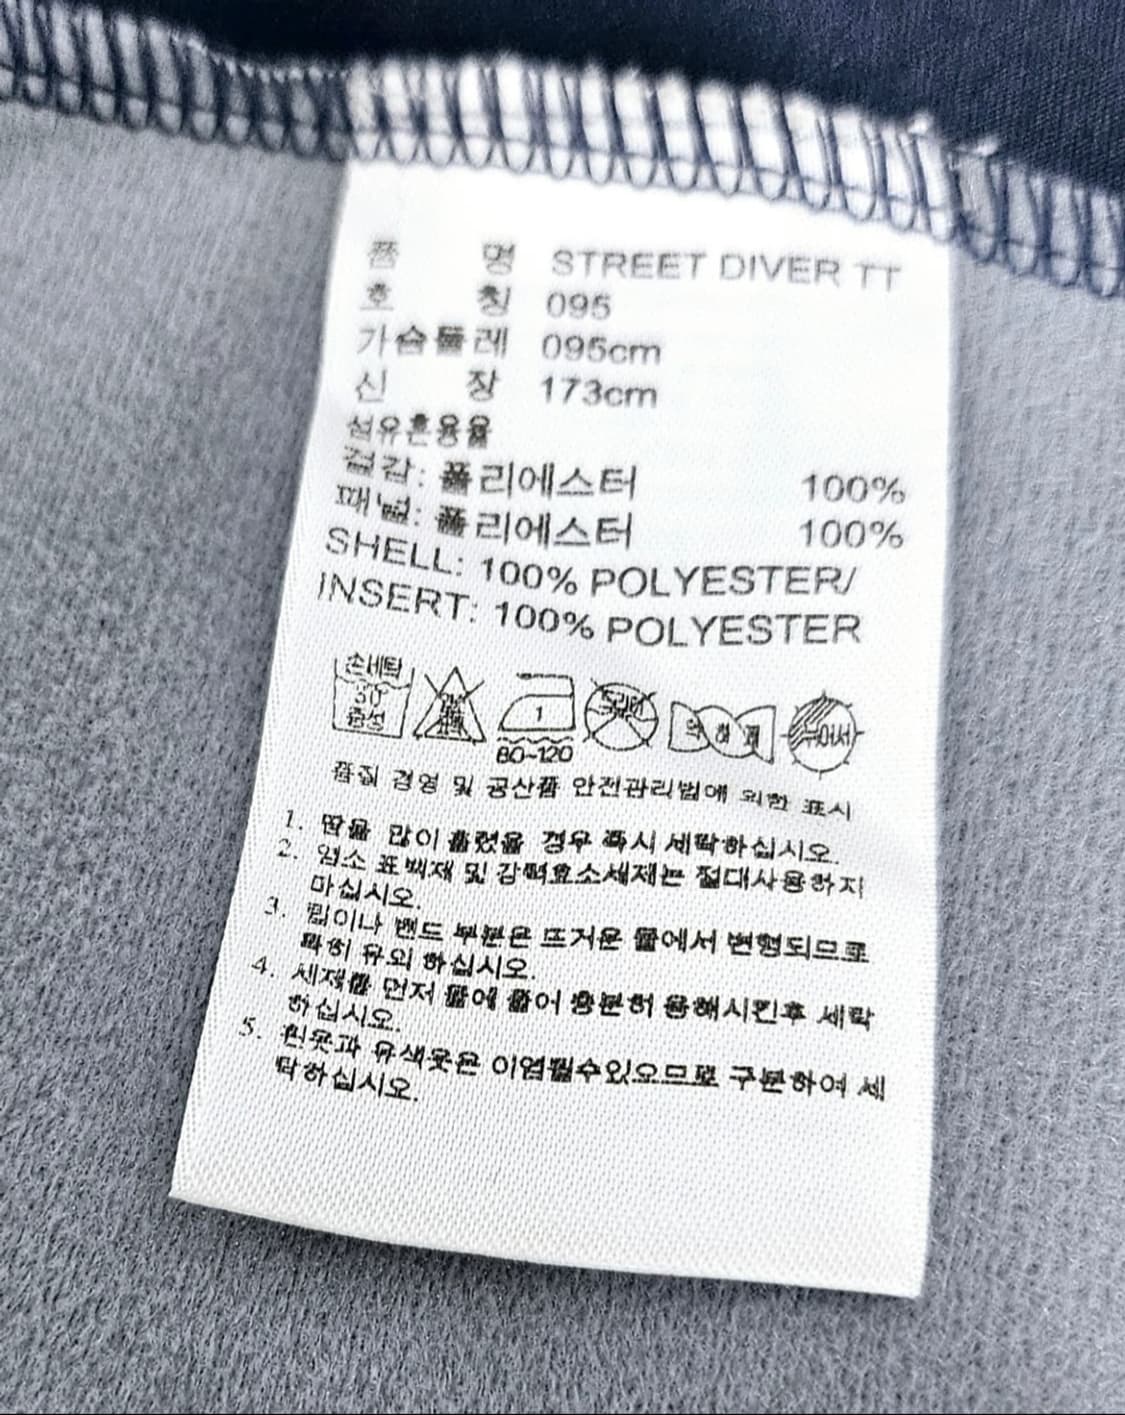 품 명 STREET DIVER TT
호 칭 095
가슴둘레 095cm
신 장 173cm
섬유혼용율
겉감: 폴리에스터 100%
패널: 폴리에스터 100%
SHELL: 100% POLYESTER/
INSERT: 100% POLYESTER
손세탁
30°
중성
1
80~120
드라이
약하게
뉘어서
품질 경영 및 공산품 안전관리법에 의한 표시
1. 땀을 많이 흘렸을 경우 즉시 세탁하십시오.
2. 염소 표백제 및 강력효소세제는 절대사용하지
마십시오.
3. 립이나 밴드 부분은 뜨거운 물에서 변형되므로
특히 유의 하십시오.
4. 세제를 먼저 물에 풀어 충분히 용해시킨후 세탁
하십시오.
5. 흰옷과 유색옷은 이염될수있으므로 구분하여 세
탁하십시오.